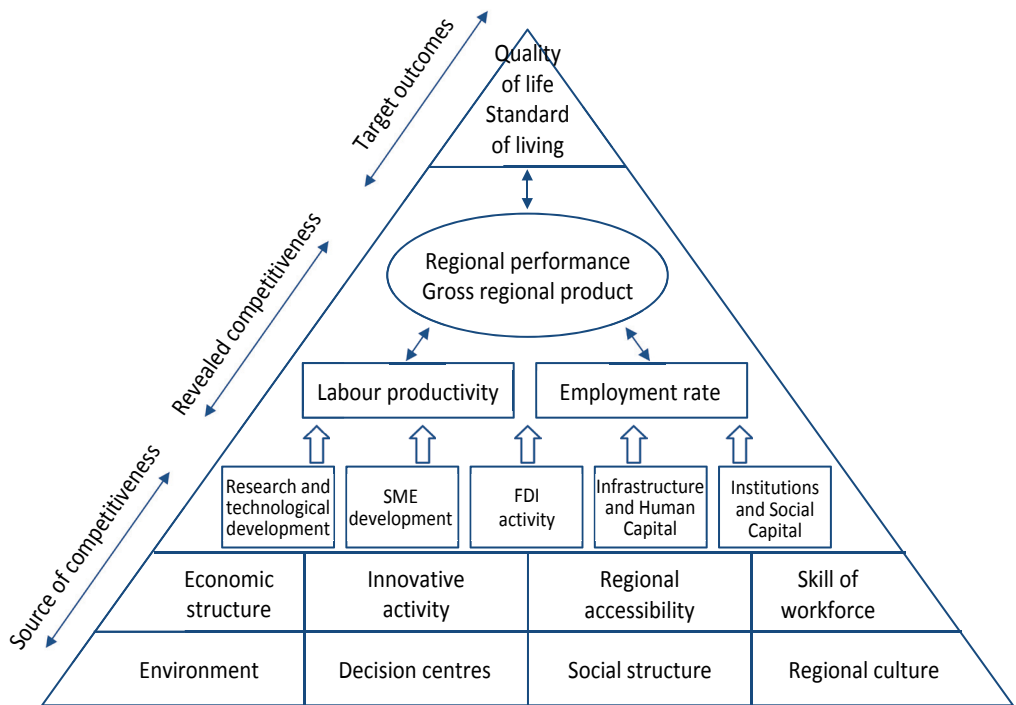 Target outcomes
Quality
of life
Standard
of living
Revealed competitiveness
Regional performance
Gross regional product
Labour productivity
Employment rate
Source of competitiveness
Research and
technological
development
SME
development
FDI
activity
Infrastructure
and Human
Capital
Institutions
and Social
Capital
Economic
structure
Innovative
activity
Regional
accessibility
Skill of
workforce
Environment
Decision centres
Social structure
Regional culture